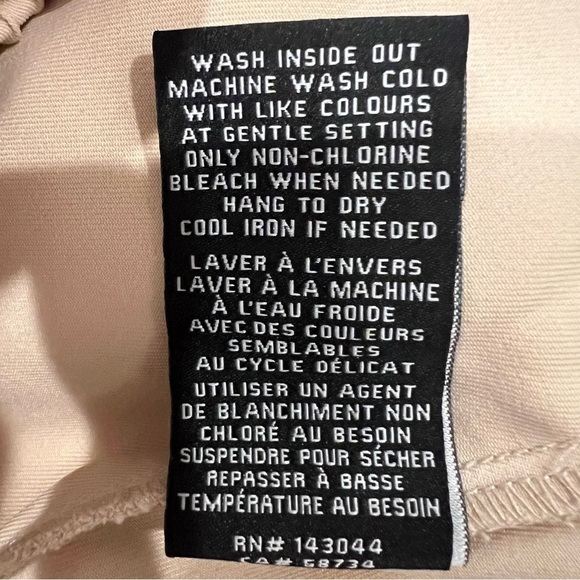 WASH INSIDE OUT
MACHINE WASH COLD
WITH LIKE COLOURS
AT GENTLE SETTING
ONLY NON-CHLORINE
BLEACH WHEN NEEDED
HANG TO DRY
COOL IRON IF NEEDED
LAVER À L'ENVERS
LAVER À LA MACHINE
À L'EAU FROIDE
AVEC DES COULEURS
SEMBLABLES
AU CYCLE DÉLICAT
UTILISER UN AGENT
DE BLANCHIMENT NON
CHLORÉ AU BESOIN
SUSPENDRE POUR SÉCHER
REPASSER À BASSE
TEMPÉRATURE AU BESOIN
RN# 143044
CA# 58734